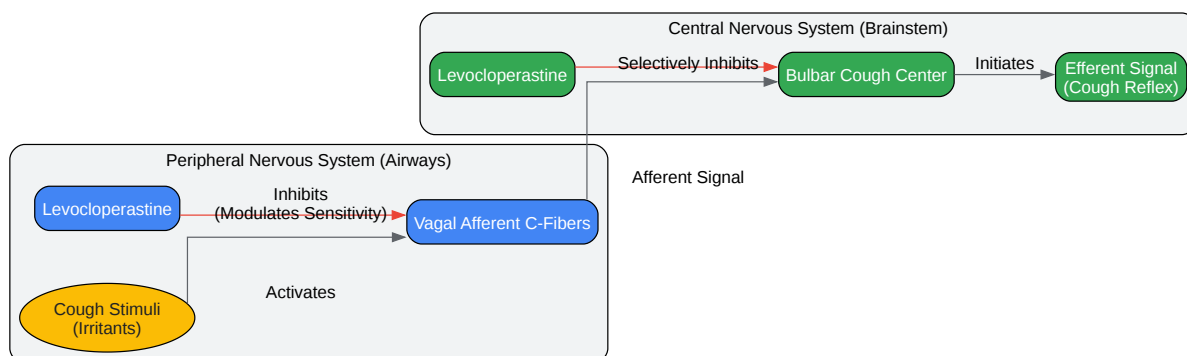 Central Nervous System (Brainstem)
Levocloperastine
Selectively Inhibits
Bulbar Cough Center
Initiates
Efferent Signal
(Cough Reflex)
Peripheral Nervous System (Airways)
Afferent Signal
Levocloperastine
Inhibits
(Modulates Sensitivity)
Vagal Afferent C-Fibers
Activates
Cough Stimuli
(Irritants)